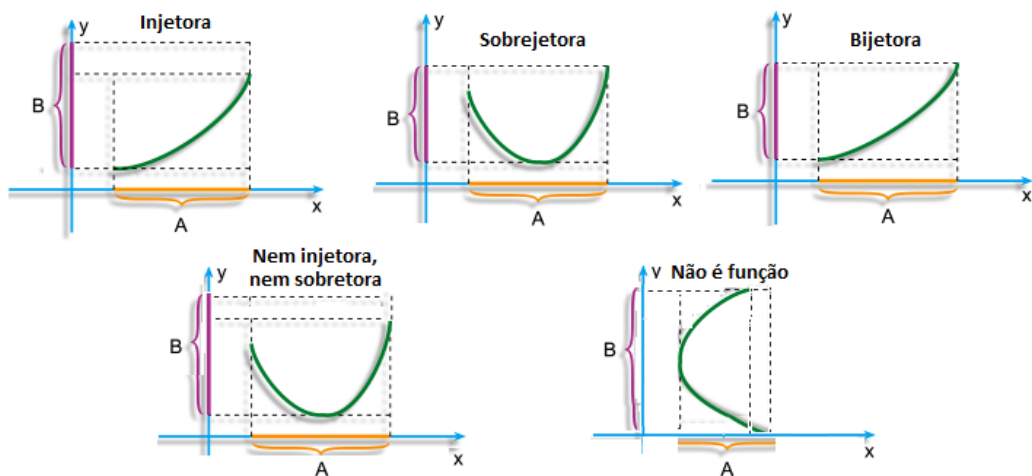 Injetora
y
B
A
x
Sobrejetora
y
B
A
x
Bijetora
y
B
A
x
Nem injetora,
nem sobretora
y
B
A
x
Não é função
y
B
A
x